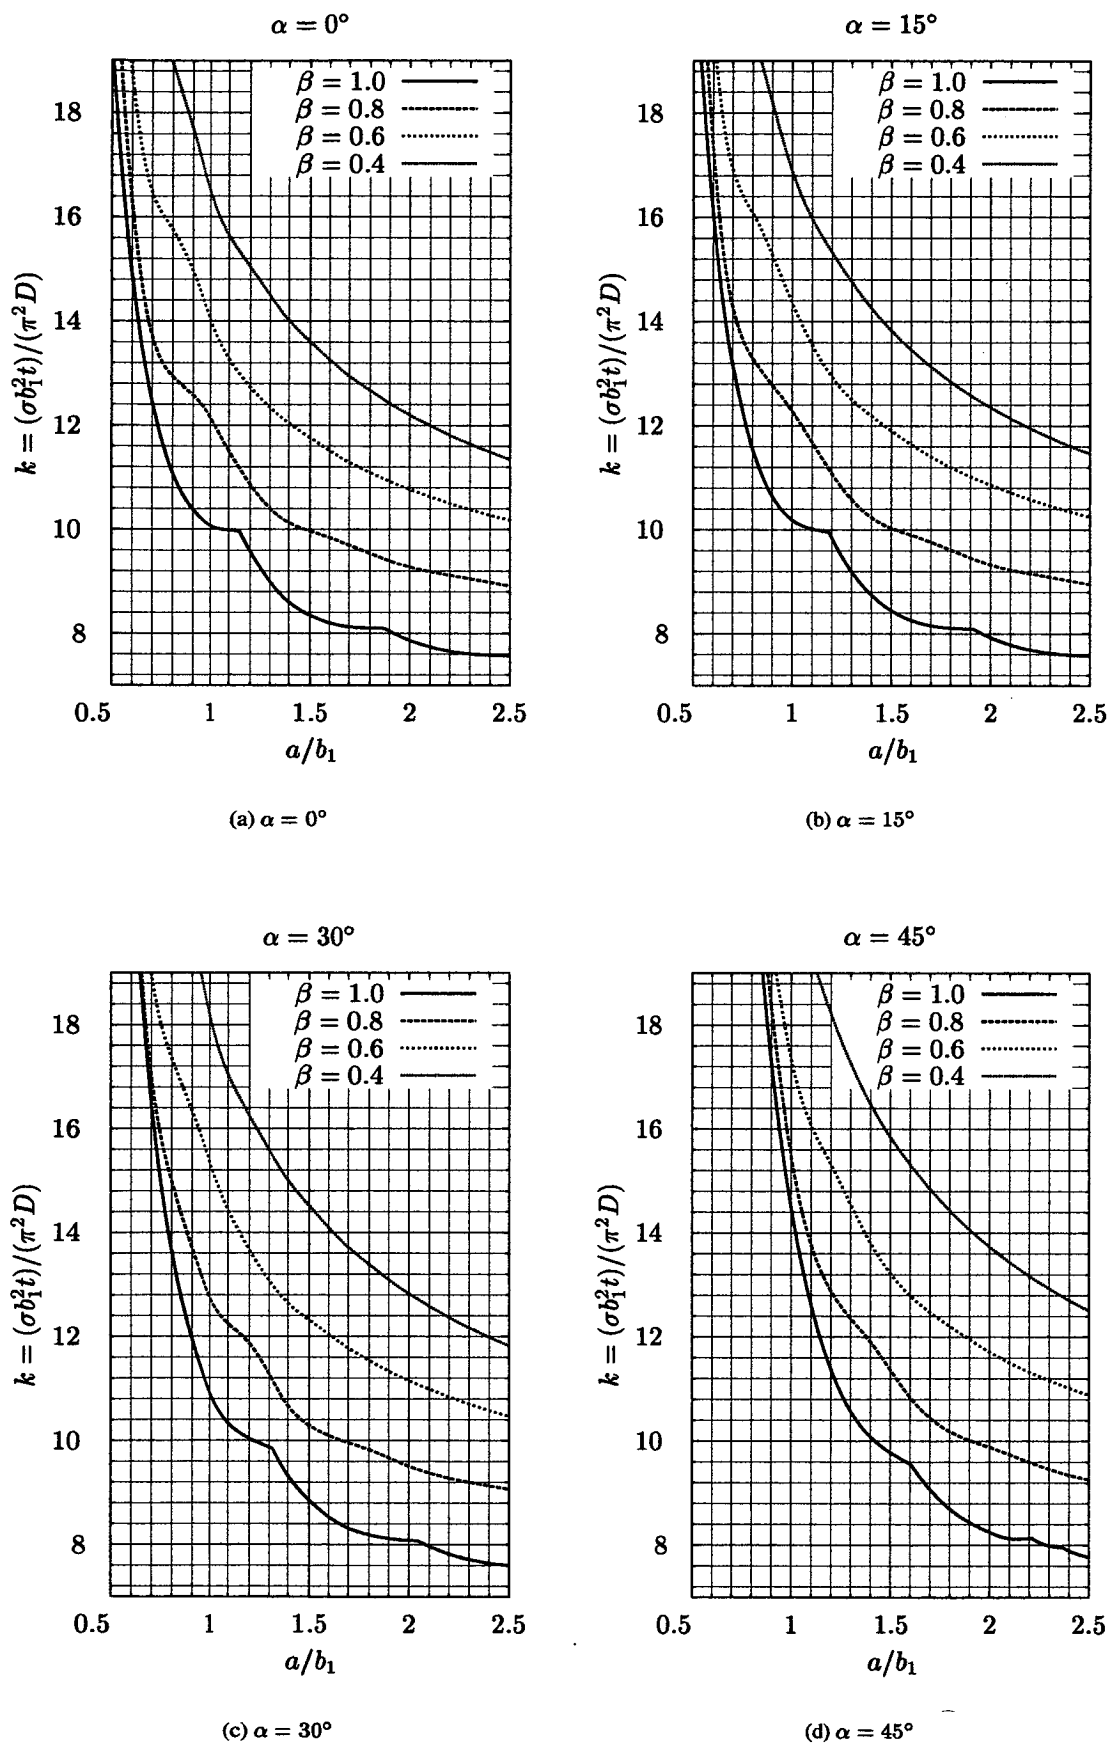 α = 0°
β = 1.0
β = 0.8
β = 0.6
β = 0.4
18
16
14
12
10
8
k = (σb₁²t)/(π²D)
0.5 1 1.5 2 2.5
a/b₁
(a) α = 0°
α = 15°
β = 1.0
β = 0.8
β = 0.6
β = 0.4
18
16
14
12
10
8
k = (σb₁²t)/(π²D)
0.5 1 1.5 2 2.5
a/b₁
(b) α = 15°
α = 30°
β = 1.0
β = 0.8
β = 0.6
β = 0.4
18
16
14
12
10
8
k = (σb₁²t)/(π²D)
0.5 1 1.5 2 2.5
a/b₁
(c) α = 30°
α = 45°
β = 1.0
β = 0.8
β = 0.6
β = 0.4
18
16
14
12
10
8
k = (σb₁²t)/(π²D)
0.5 1 1.5 2 2.5
a/b₁
(d) α = 45°